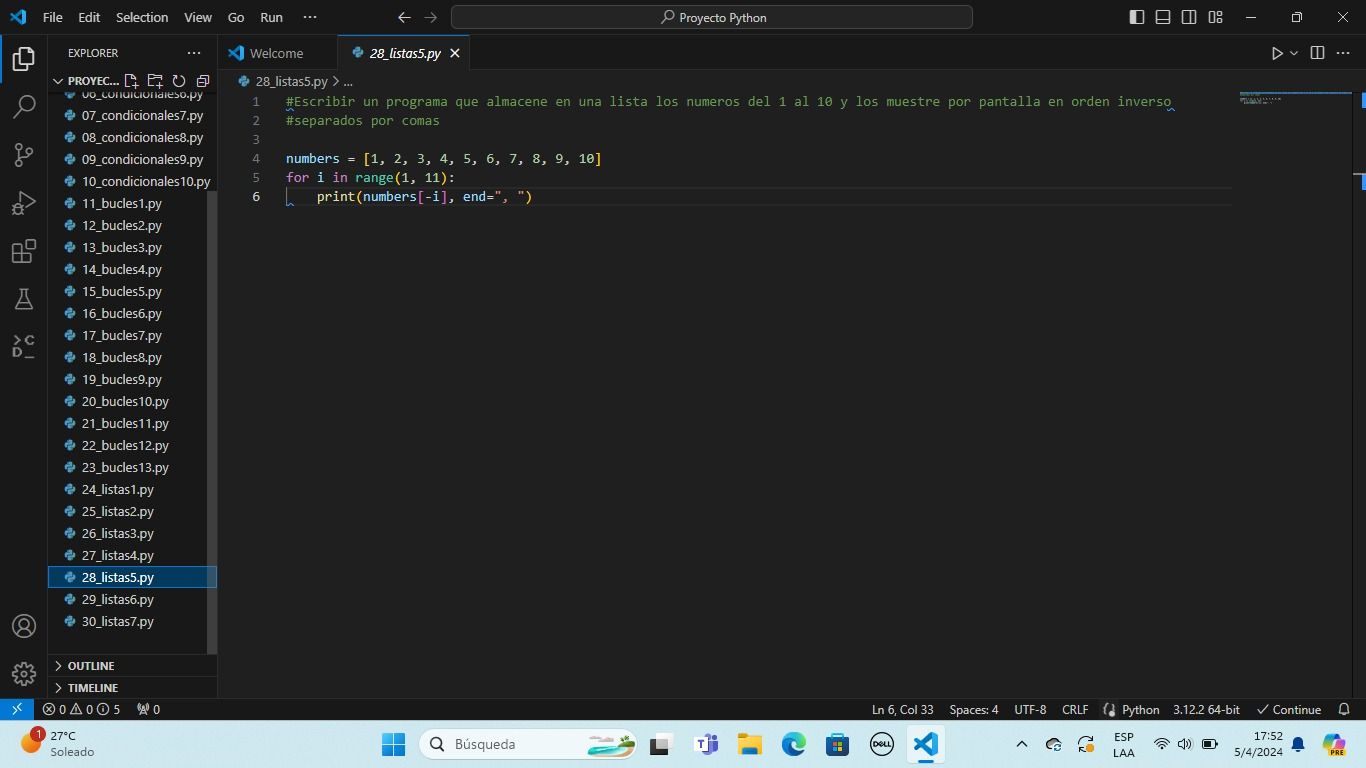 File Edit Selection View Go Run ···
Proyecto Python
EXPLORER ···
Welcome
28_listas5.py
PROYEC...
28_listas5.py > ...
06_condicionales6.py
07_condicionales7.py
08_condicionales8.py
09_condicionales9.py
10_condicionales10.py
11_bucles1.py
12_bucles2.py
13_bucles3.py
14_bucles4.py
15_bucles5.py
16_bucles6.py
17_bucles7.py
18_bucles8.py
19_bucles9.py
20_bucles10.py
21_bucles11.py
22_bucles12.py
23_bucles13.py
24_listas1.py
25_listas2.py
26_listas3.py
27_listas4.py
28_listas5.py
29_listas6.py
30_listas7.py
OUTLINE
TIMELINE
1 #Escribir un programa que almacene en una lista los numeros del 1 al 10 y los muestre por pantalla en orden inverso
2 #separados por comas
3
4 numbers = [1, 2, 3, 4, 5, 6, 7, 8, 9, 10]
5 for i in range(1, 11):
6     print(numbers[-i], end=", ")
0 0 5 0
Ln 6, Col 33 Spaces: 4 UTF-8 CRLF Python 3.12.2 64-bit Continue
1
27°C
Soleado
Búsqueda
DELL
PRE
ESP
LAA
17:52
5/4/2024